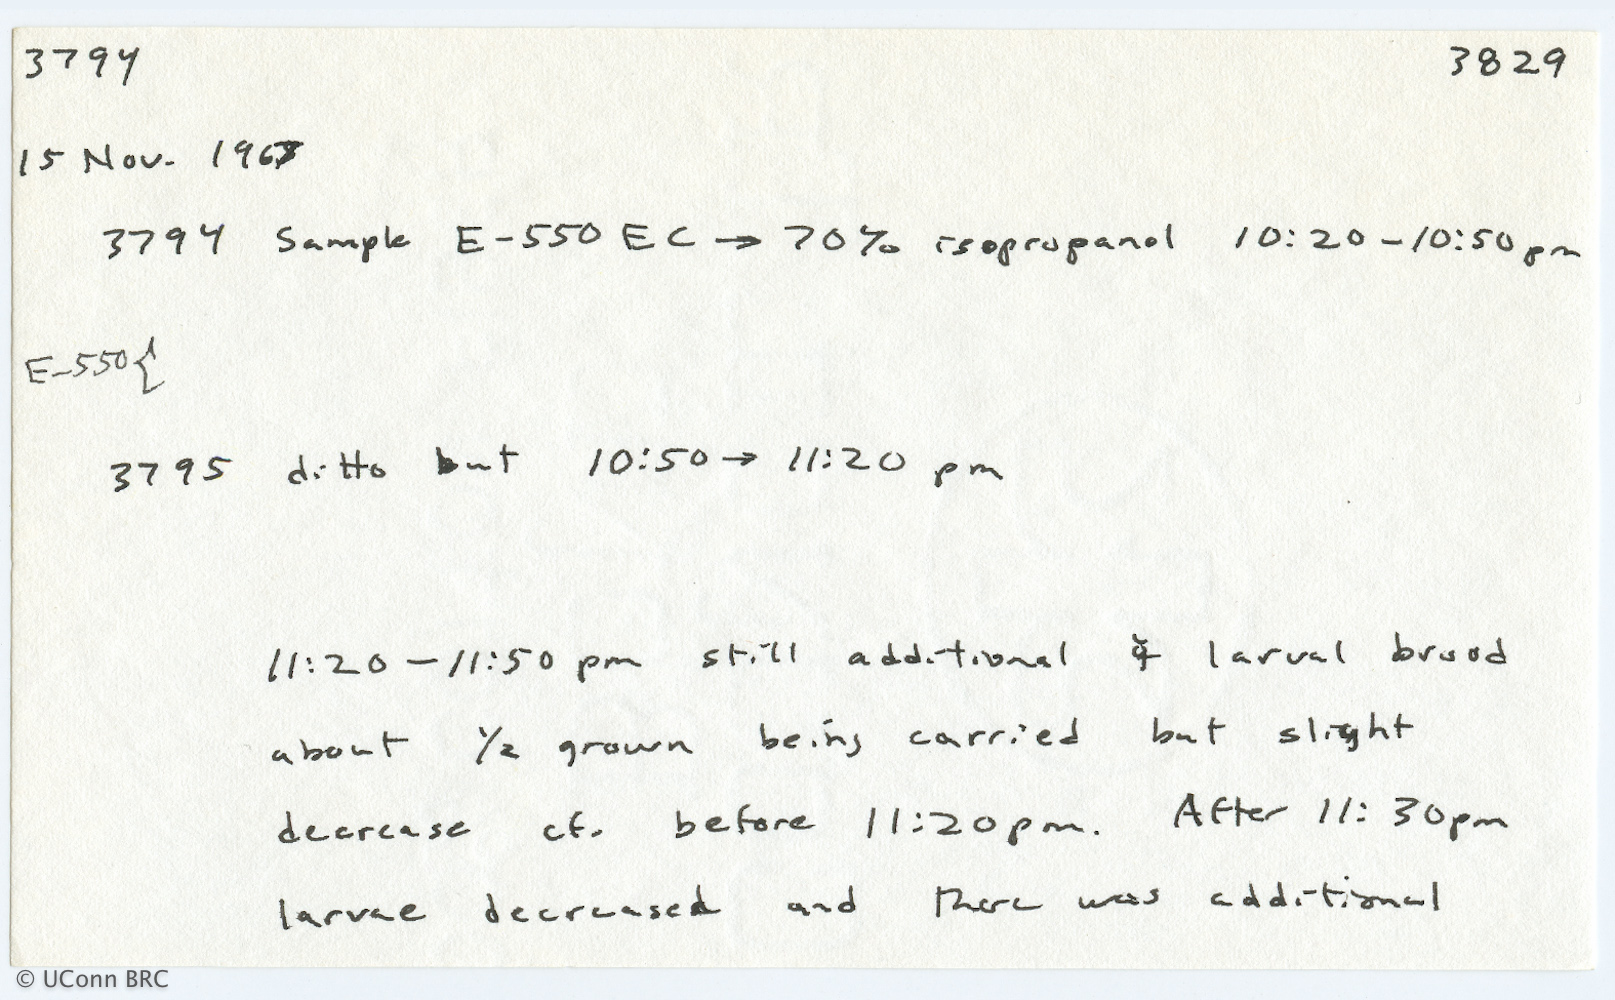 3794 3829
15 Nov. 1967
3794 Sample E-550 EC → 70% isopropanol 10:20-10:50 pm
E-550{
3795 ditto but 10:50 → 11:20 pm
11:20-11:50 pm still additional & larval brood
about 1/2 grown being carried but slight
decrease cf. before 11:20pm. After 11:30pm
larvae decreased and there was additional
© UConn BRC